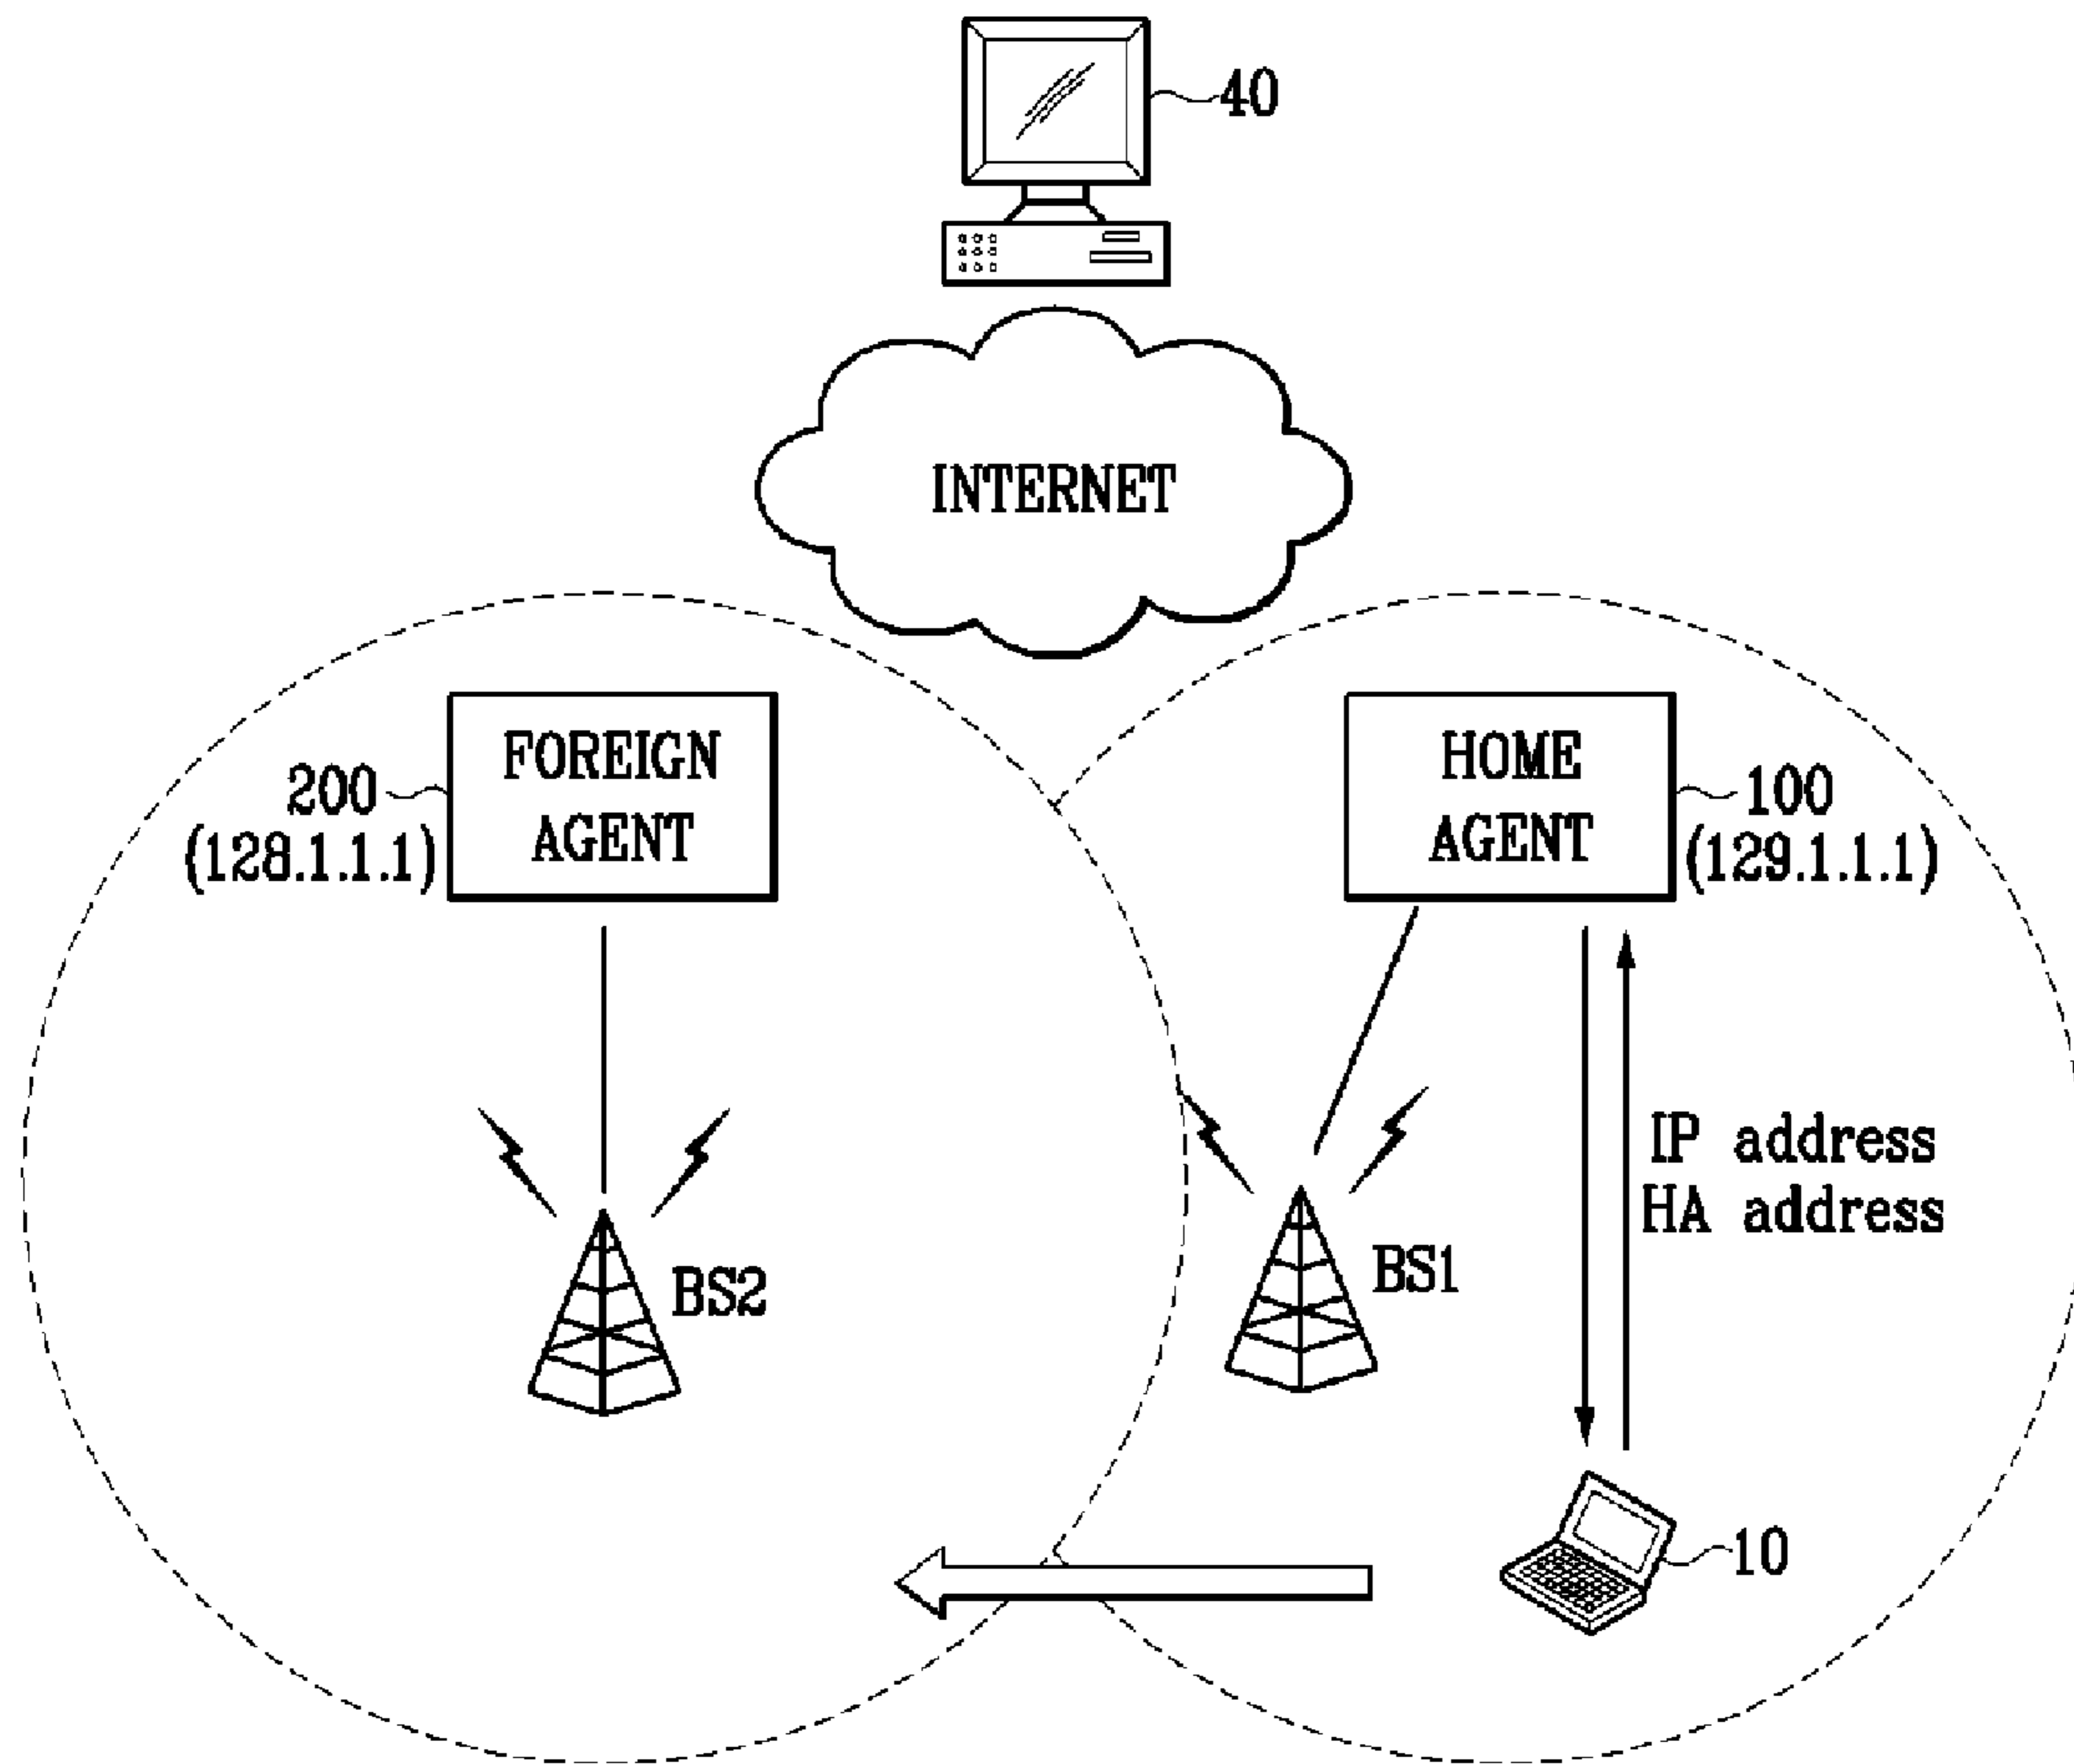 40
INTERNET
FOREIGN
AGENT
200
(128.1.1.1)
HOME
AGENT
100
(129.1.1.1)
IP address
HA address
BS2
BS1
10